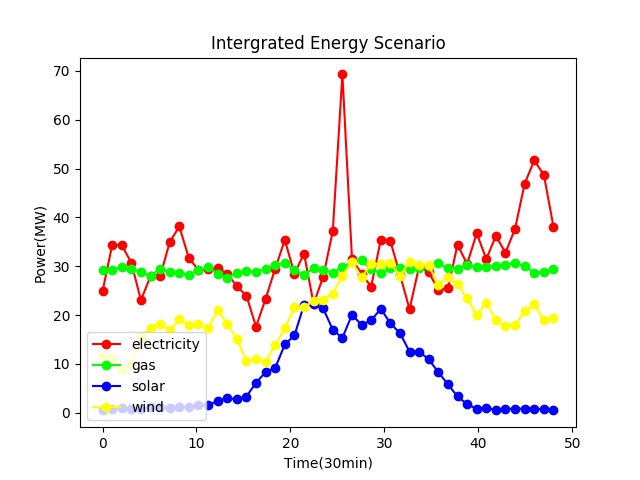 Intergrated Energy Scenario
Power(MW)
70
60
50
40
30
20
10
0
electricity
gas
solar
wind
0 10 20 30 40 50
Time(30min)